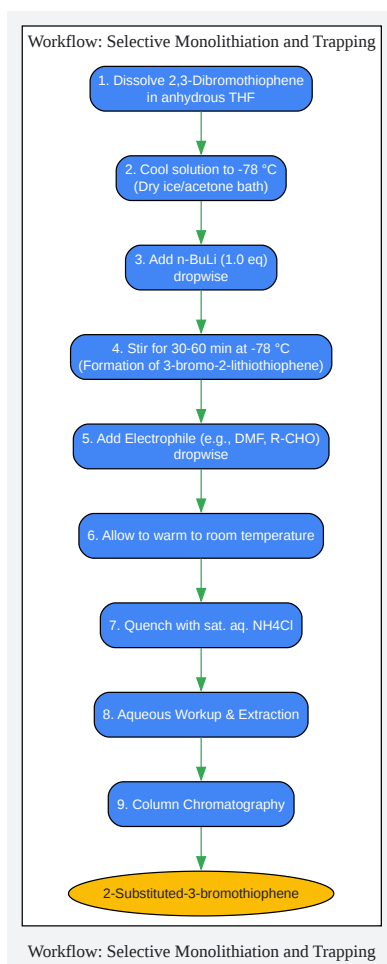 Workflow: Selective Monolithiation and Trapping
1. Dissolve 2,3-Dibromothiophene
in anhydrous THF
2. Cool solution to -78 °C
(Dry ice/acetone bath)
3. Add n-BuLi (1.0 eq)
dropwise
4. Stir for 30-60 min at -78 °C
(Formation of 3-bromo-2-lithiothiophene)
5. Add Electrophile (e.g., DMF, R-CHO)
dropwise
6. Allow to warm to room temperature
7. Quench with sat. aq. NH4Cl
8. Aqueous Workup & Extraction
9. Column Chromatography
2-Substituted-3-bromothiophene
Workflow: Selective Monolithiation and Trapping